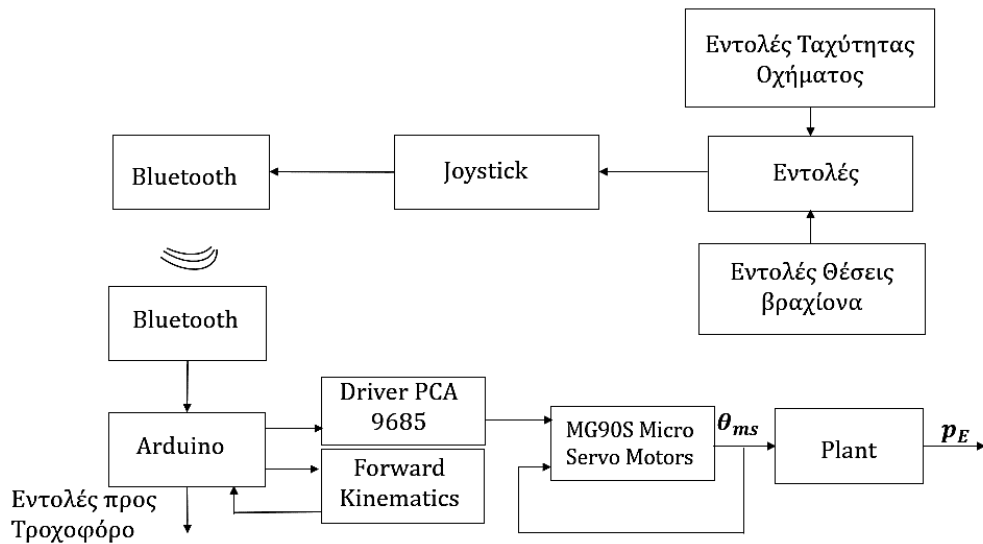 Εντολές Ταχύτητας
Οχήματος
Bluetooth
Joystick
Εντολές
Εντολές Θέσεις
βραχίονα
Bluetooth
Driver PCA
9685
Arduino
MG90S Micro
Servo Motors
θms
Plant
pE
Forward
Kinematics
Εντολές προς
Τροχοφόρο